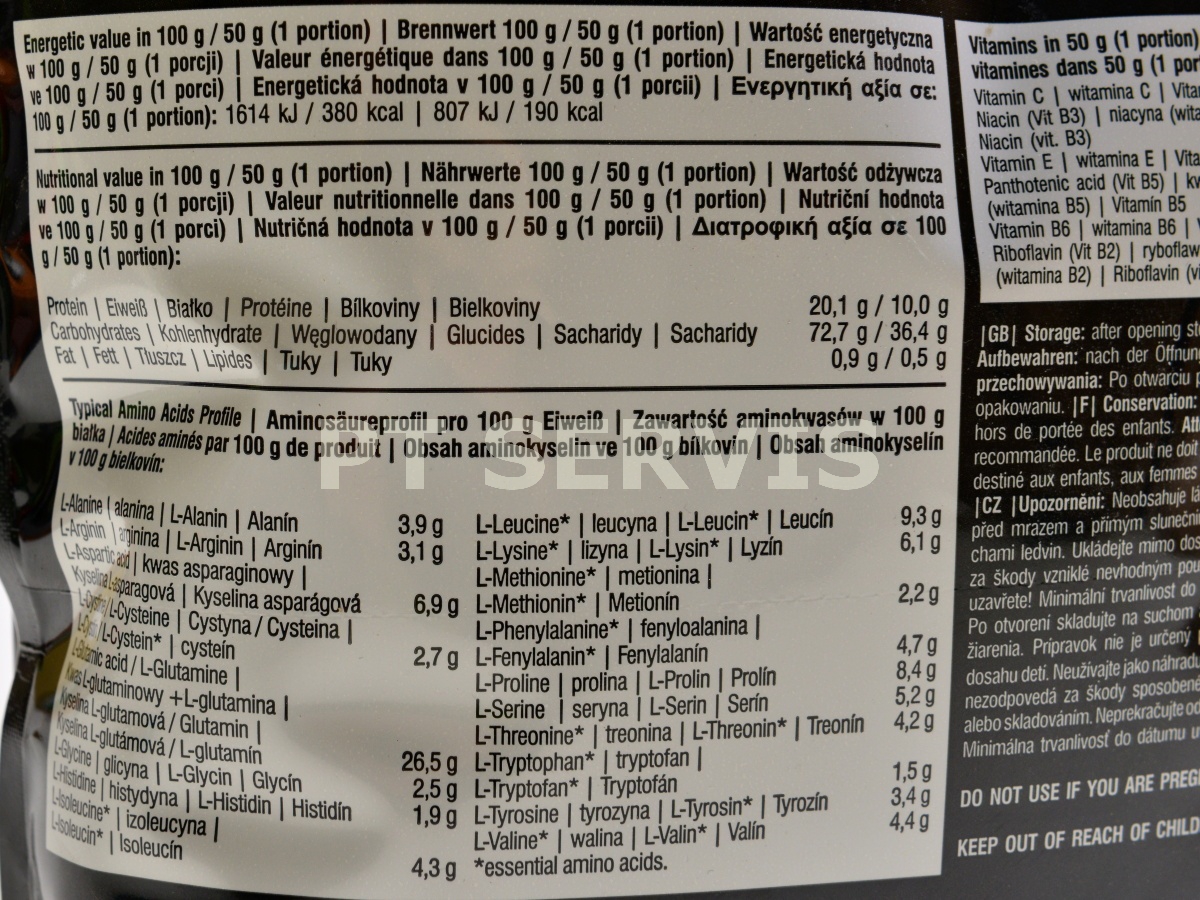 Energetic value in 100 g / 50 g (1 portion) | Brennwert 100 g / 50 g (1 portion) | Wartość energetyczna
w 100 g / 50 g (1 porcji) | Valeur énergétique dans 100 g / 50 g (1 portion) | Energetická hodnota
ve 100 g / 50 g (1 porci) | Energetická hodnota v 100 g / 50 g (1 porcii) | Ενεργητική αξία σε:
100 g / 50 g (1 portion): 1614 kJ / 380 kcal | 807 kJ / 190 kcal
Nutritional value in 100 g / 50 g (1 portion) | Nährwerte 100 g / 50 g (1 portion) | Wartość odżywcza
w 100 g / 50 g (1 porcji) | Valeur nutritionnelle dans 100 g / 50 g (1 portion) | Nutriční hodnota
ve 100 g / 50 g (1 porci) | Nutričná hodnota v 100 g / 50 g (1 porcii) | Διατροφική αξία σε 100
g / 50 g (1 portion):
Protein | Eiweiß | Białko | Protéine | Bílkoviny | Bielkoviny 20,1 g / 10,0 g
Carbohydrates | Kohlenhydrate | Węglowodany | Glucides | Sacharidy | Sacharidy 72,7 g / 36,4 g
Fat | Fett | Tłuszcz | Lipides | Tuky | Tuky 0,9 g / 0,5 g
Typical Amino Acids Profile | Aminosäureprofil pro 100 g Eiweiß | Zawartość aminokwasów w 100 g
białka | Acides aminés par 100 g de produit | Obsah aminokyselin ve 100 g bílkovin | Obsah aminokyselín
v 100 g bielkovín:
PT SERVIS
L-Alanine | alanina | L-Alanin | Alanín 3,9 g
L-Arginin | arginina | L-Arginin | Arginín 3,1 g
L-Aspartic acid | kwas asparaginowy |
Kyselina L-asparagová | Kyselina asparágová 6,9 g
L-Cystine/L-Cysteine | Cystyna / Cysteina |
L-Cystin/L-Cystein* | cysteín 2,7 g
L-Glutamic acid / L-Glutamine |
Kwas L-glutaminowy +L-glutamina |
Kyselina L-glutamová / Glutamin |
Kyselina L-glutámová / L-glutamín 26,5 g
L-Glycine | glicyna | L-Glycin | Glycín 2,5 g
L-Histidine | histydyna | L-Histidin | Histidín 1,9 g
L-Isoleucine* | izoleucyna |
L-Isoleucin* | Isoleucín 4,3 g
L-Leucine* | leucyna | L-Leucin* | Leucín 9,3 g
L-Lysine* | lizyna | L-Lysin* | Lyzín 6,1 g
L-Methionine* | metionina |
L-Methionin* | Metionín 2,2 g
L-Phenylalanine* | fenyloalanina |
L-Fenylalanin* | Fenylalanín 4,7 g
L-Proline | prolina | L-Prolin | Prolín 8,4 g
L-Serine | seryna | L-Serin | Serín 5,2 g
L-Threonine* | treonina | L-Threonin* | Treonín 4,2 g
L-Tryptophan* | tryptofan |
L-Tryptofan* | Tryptofán 1,5 g
L-Tyrosine | tyrozyna | L-Tyrosin* | Tyrozín 3,4 g
L-Valine* | walina | L-Valin* | Valín 4,4 g
*essential amino acids.
Vitamins in 50 g (1 portion)
vitamines dans 50 g (1 por
Vitamin C | witamina C | Vita
Niacin (Vit B3) | niacyna (wita
Niacin (vit. B3)
Vitamin E | witamina E | Vita
Panthotenic acid (Vit B5) | kw
(witamina B5) | Vitamín B5
Vitamin B6 | witamina B6 |
Riboflavin (Vit B2) | ryboflaw
(witamina B2) | Riboflavin (vi
|GB| Storage: after opening st
Aufbewahren: nach der Öffnun
przechowywania: Po otwarciu p
opakowaniu. |F| Conservation:
hors de portée des enfants. Att
recommandée. Le produit ne doit
destiné aux enfants, aux femmes
|CZ |Upozornění: Neobsahuje lá
před mrazem a přímým slunečni
chami ledvin. Ukládejte mimo dos
za škody vzniklé nevhodným pou
uzavřete! Minimální trvanlivost do
Po otvorení skladujte na suchom
žiarenia. Prípravok nie je určený
dosahu detí. Neužívajte jako náhrad
nezodpovedá za škody sposobené
alebo skladováním. Neprekračujte od
Minimálna trvanlivosť do dátumu u
DO NOT USE IF YOU ARE PREG
KEEP OUT OF REACH OF CHILD